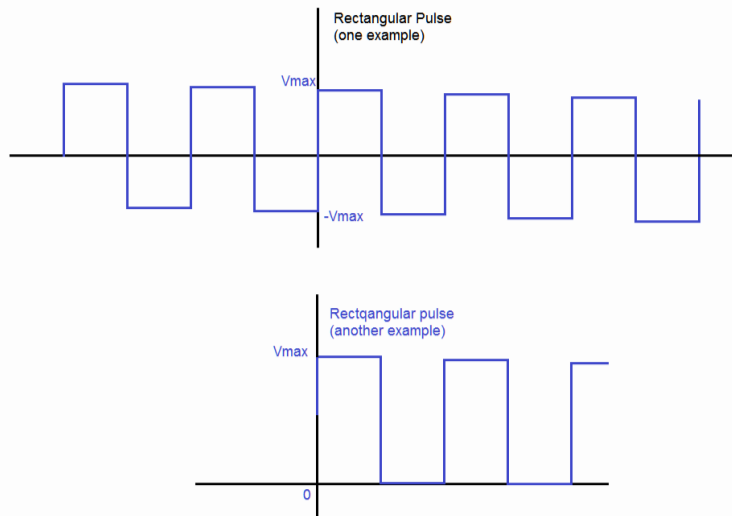 Rectangular Pulse
(one example)
Vmax
-Vmax
Rectqangular pulse
(another example)
Vmax
0